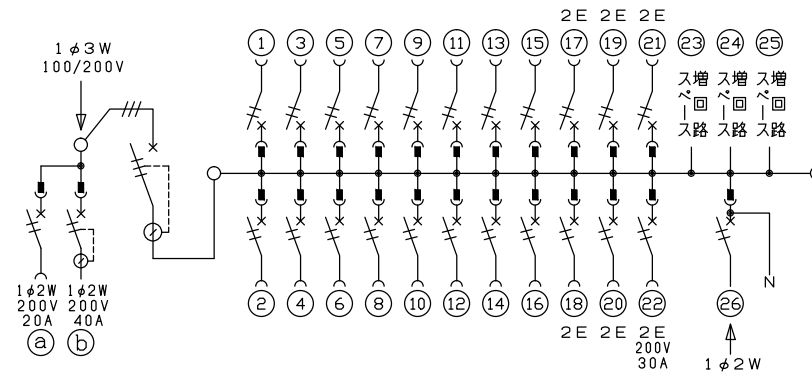 2E 2E 2E
1 3 5 7 9 11 13 15 17 19 21 23 24 25
1φ3W
100/200V
増回路
スペース
増回路
スペース
増回路
スペース
N
1φ2W
200V
20A
a
1φ2W
200V
40A
b
2 4 6 8 10 12 14 16 18 20 22 26
2E 2E 2E
200V
30A
1φ2W